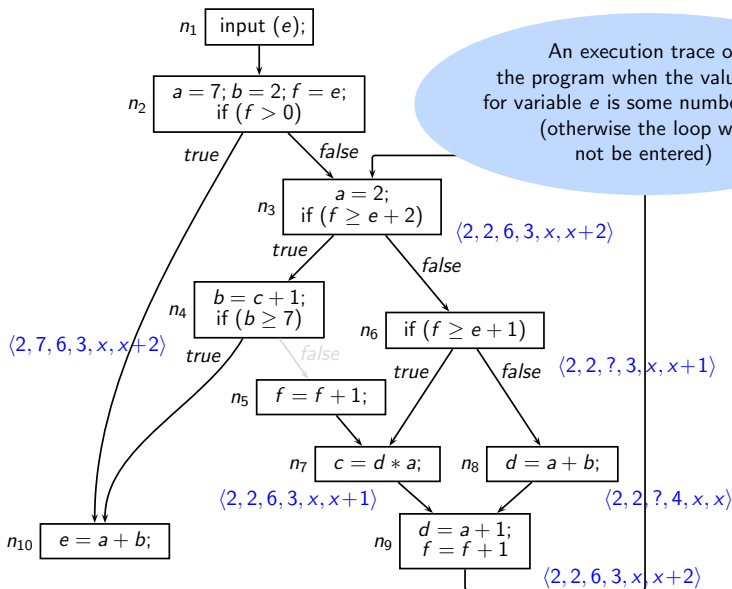 n1 input (e);
n2 a = 7; b = 2; f = e;
if (f > 0)
An execution trace o
the program when the valu
for variable e is some numbe
(otherwise the loop w
not be entered)
true
false
n3 a = 2;
if (f ≥ e + 2)
⟨2, 2, 6, 3, x, x+2⟩
true
false
n4 b = c + 1;
if (b ≥ 7)
n6 if (f ≥ e + 1)
⟨2, 7, 6, 3, x, x+2⟩
true
false
true
false
⟨2, 2, ?, 3, x, x+1⟩
n5 f = f + 1;
n7 c = d ∗ a;
n8 d = a + b;
⟨2, 2, 6, 3, x, x+1⟩
⟨2, 2, ?, 4, x, x⟩
n10 e = a + b;
n9 d = a + 1;
f = f + 1
⟨2, 2, 6, 3, x, x+2⟩